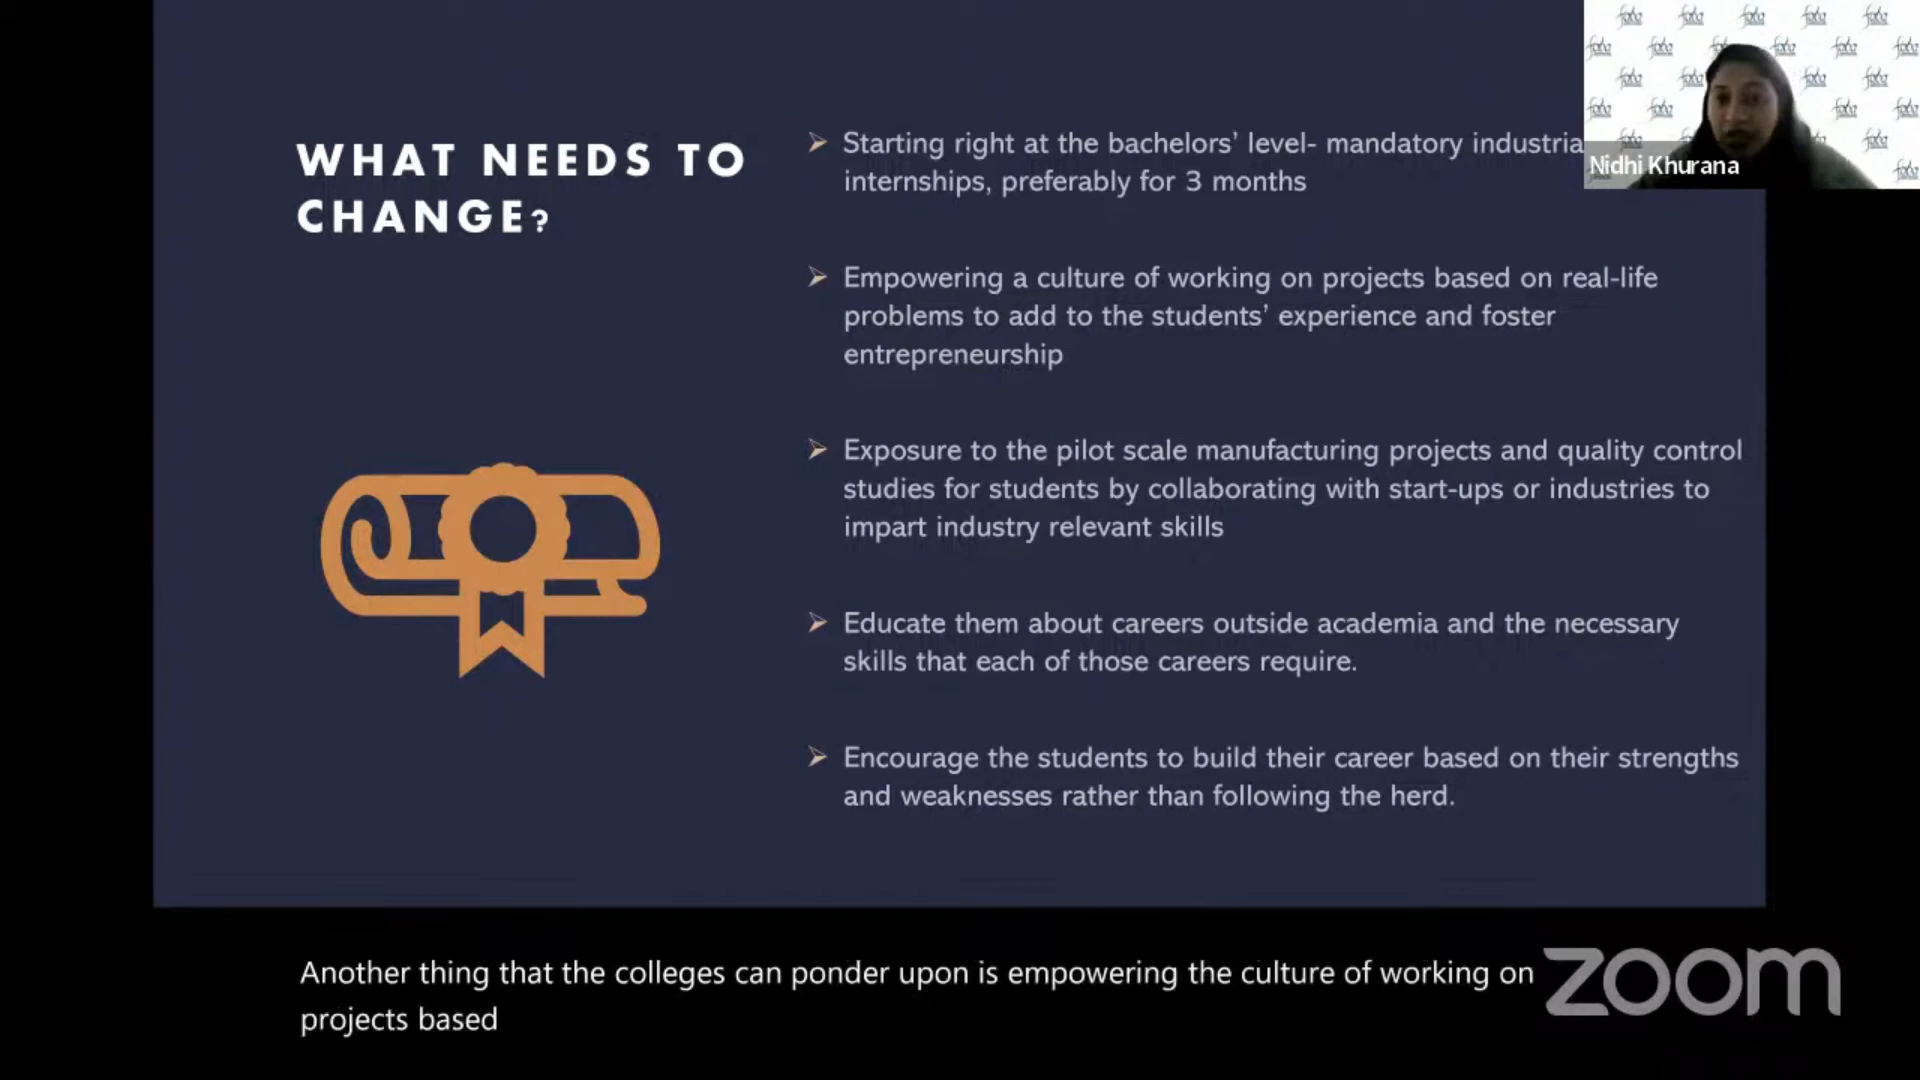 WHAT NEEDS TO
CHANGE?
➤ Starting right at the bachelors’ level- mandatory industria
internships, preferably for 3 months
➤ Empowering a culture of working on projects based on real-life
problems to add to the students’ experience and foster
entrepreneurship
➤ Exposure to the pilot scale manufacturing projects and quality control
studies for students by collaborating with start-ups or industries to
impart industry relevant skills
➤ Educate them about careers outside academia and the necessary
skills that each of those careers require.
➤ Encourage the students to build their career based on their strengths
and weaknesses rather than following the herd.
Nidhi Khurana
Another thing that the colleges can ponder upon is empowering the culture of working on
projects based
zoom